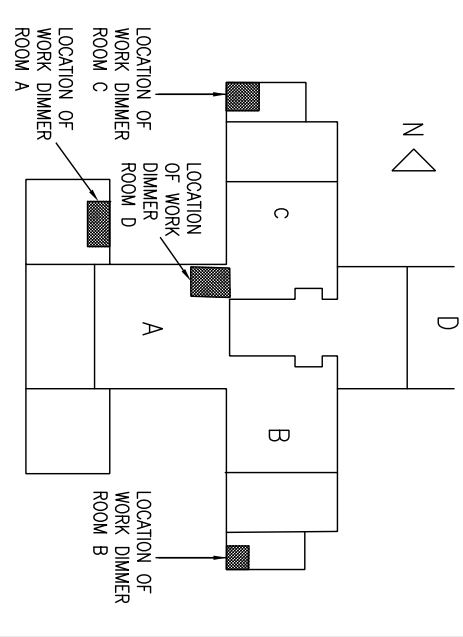 LOCATION OF
WORK DIMMER
ROOM C
LOCATION OF
WORK DIMMER
ROOM A
LOCATION
OF WORK
DIMMER
ROOM D
LOCATION OF
WORK DIMMER
ROOM B
N
C
D
A
B